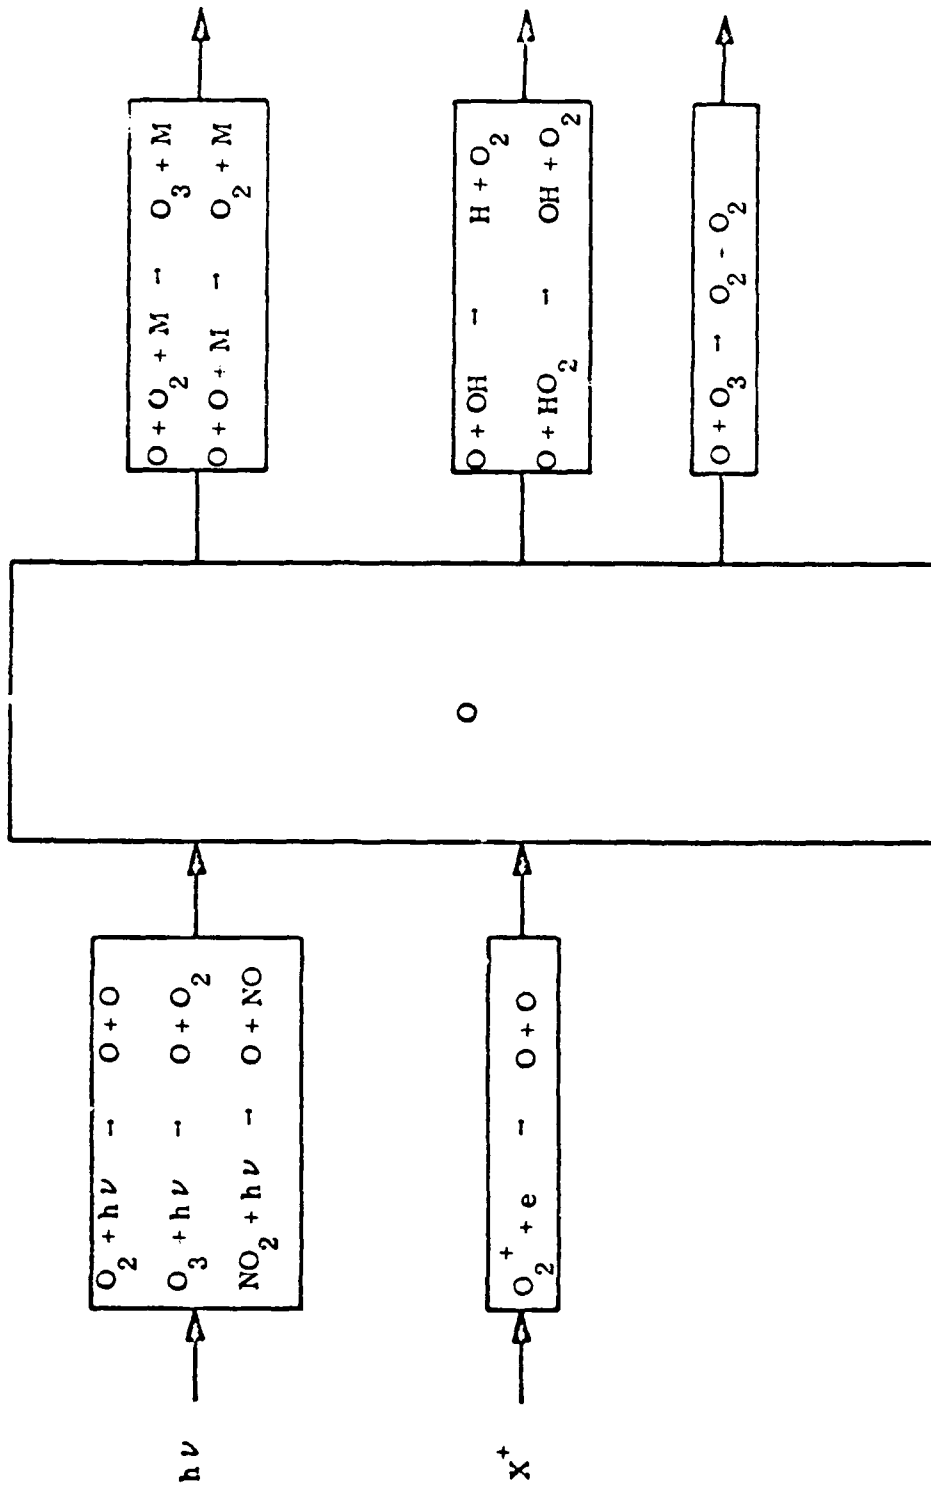 hν
O₂ + hν → O + O
O₃ + hν → O + O₂
NO₂ + hν → O + NO
X⁺
O₂⁺ + e → O + O
O
O + O₂ + M → O₃ + M
O + O + M → O₂ + M
O + OH → H + O₂
O + HO₂ → OH + O₂
O + O₃ → O₂ - O₂